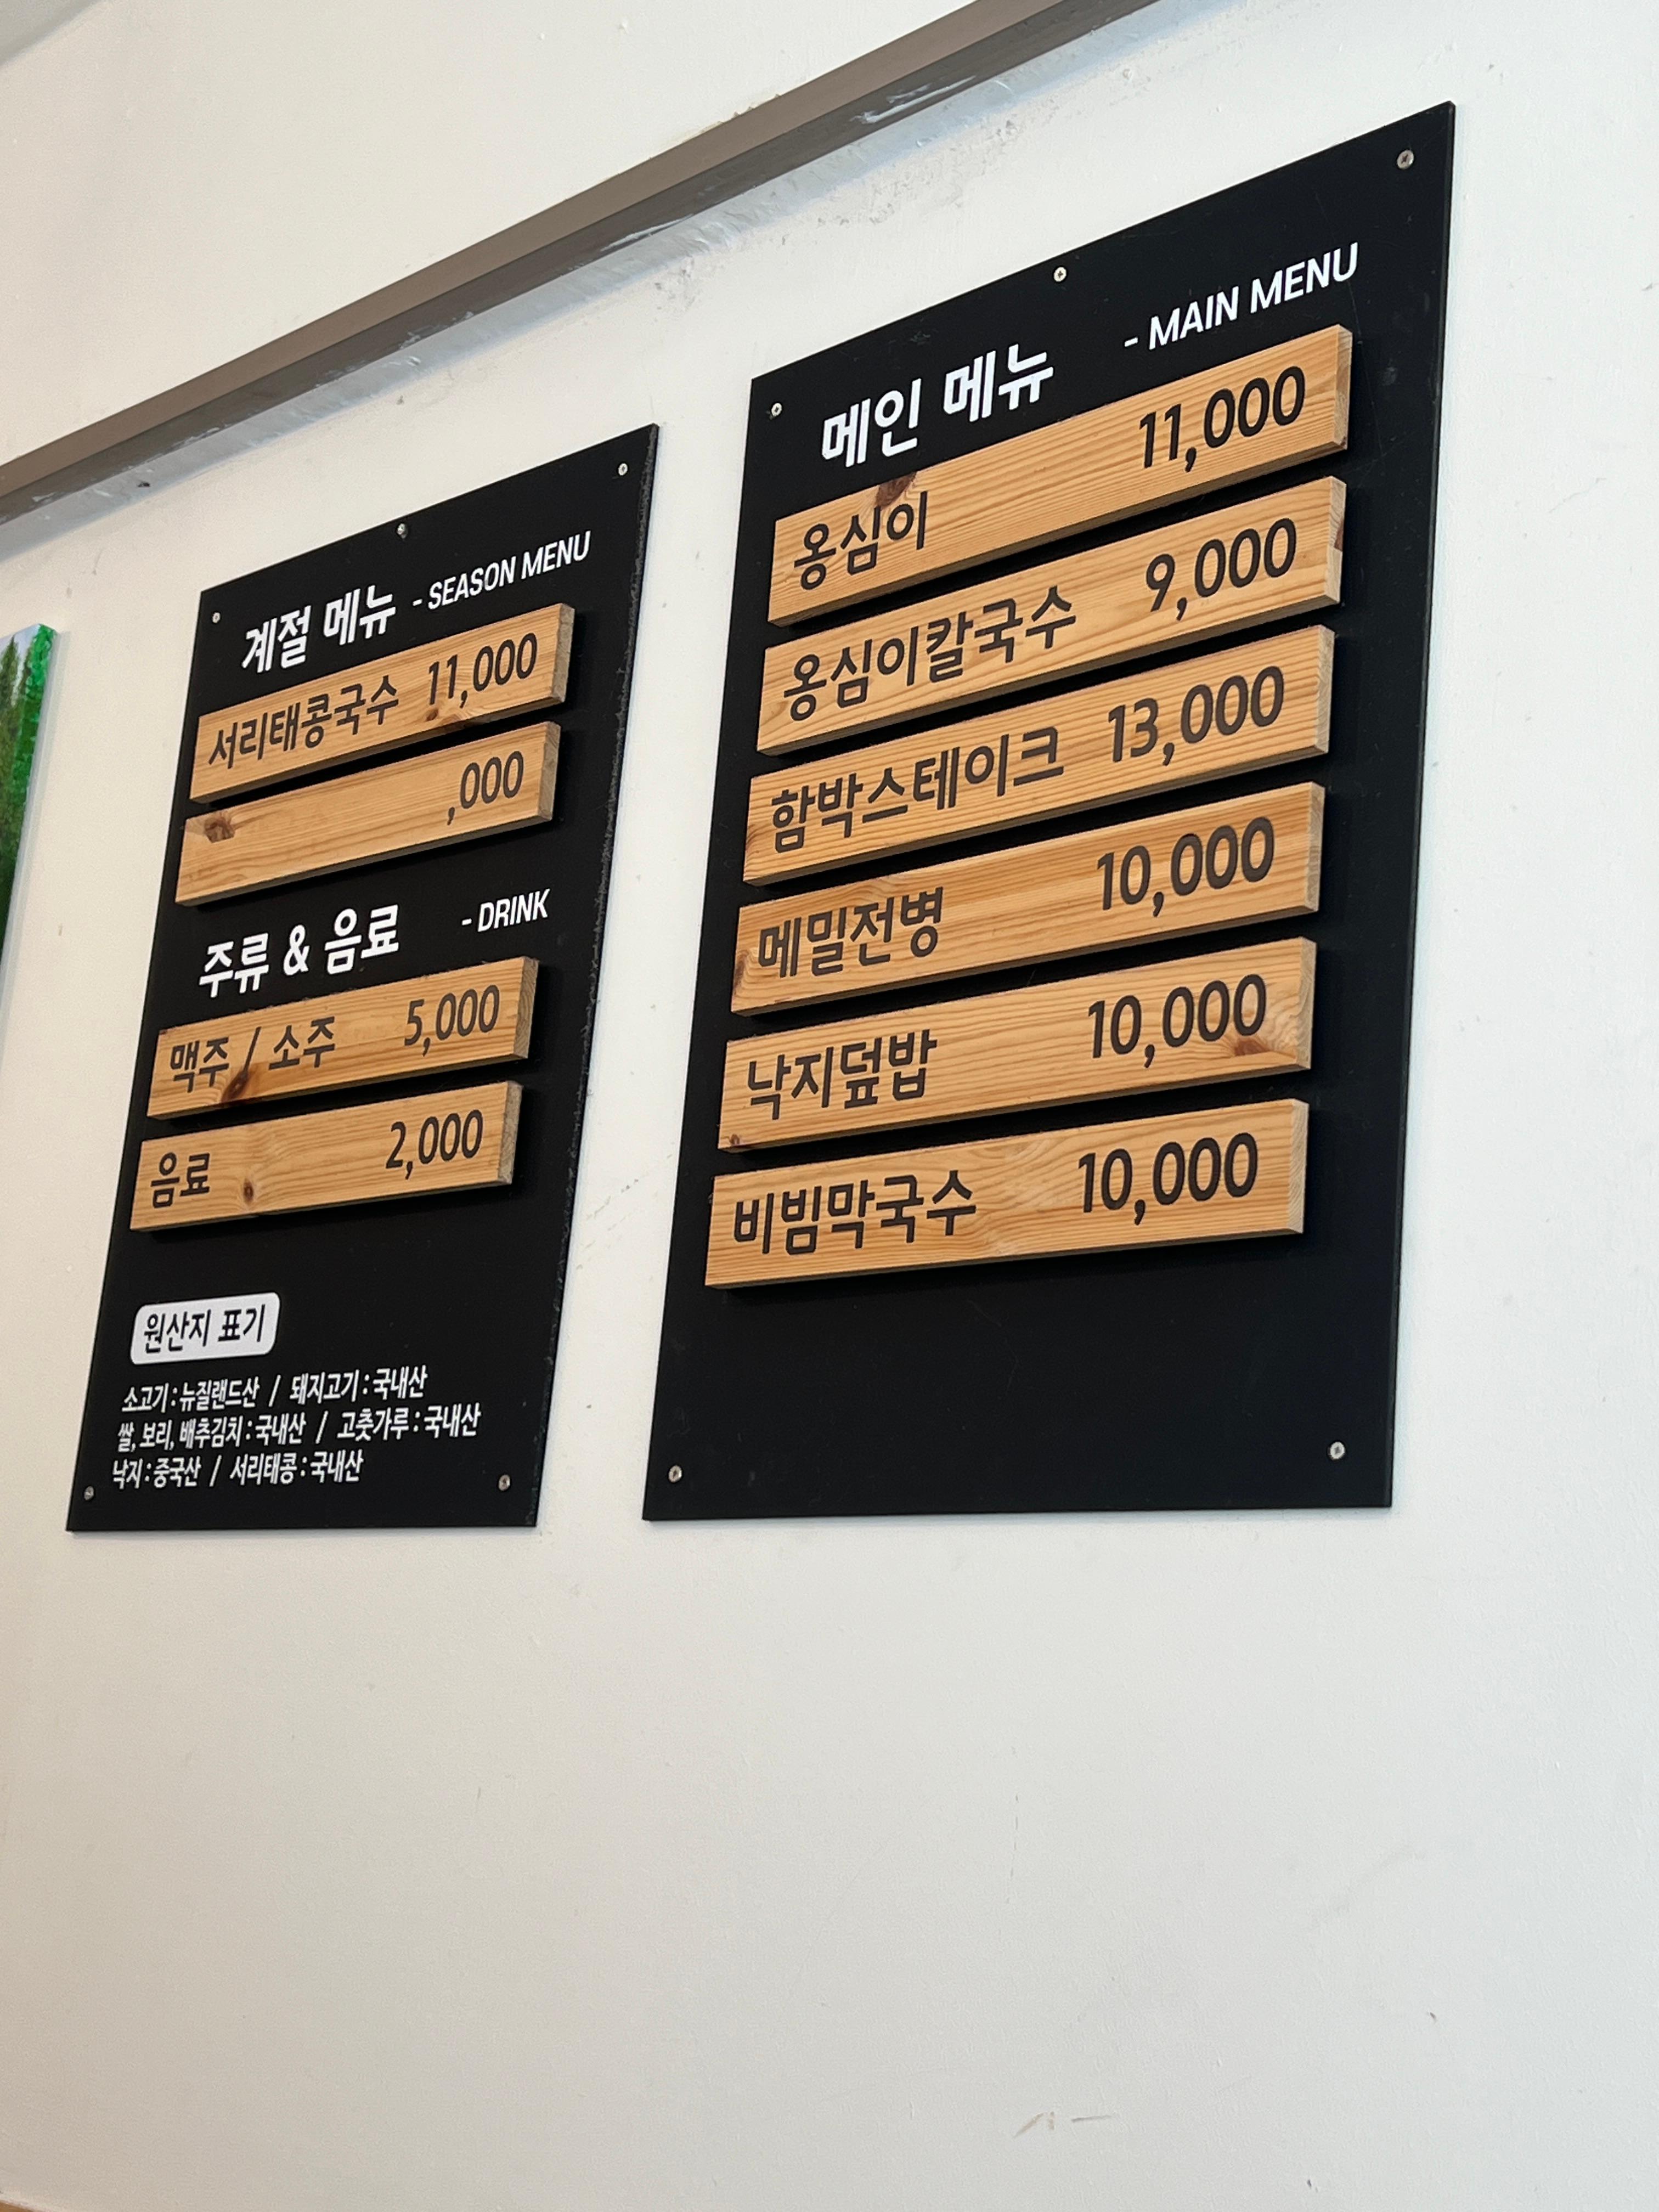 계절 메뉴 - SEASON MENU
서리태콩국수 11,000
,000
주류 & 음료 - DRINK
맥주 / 소주 5,000
음료 2,000
원산지 표기
소고기 : 뉴질랜드산 / 돼지고기 : 국내산
쌀, 보리, 배추김치 : 국내산 / 고춧가루 : 국내산
낙지 : 중국산 / 서리태콩 : 국내산
메인 메뉴 - MAIN MENU
옹심이 11,000
옹심이칼국수 9,000
함박스테이크 13,000
메밀전병 10,000
낙지덮밥 10,000
비빔막국수 10,000